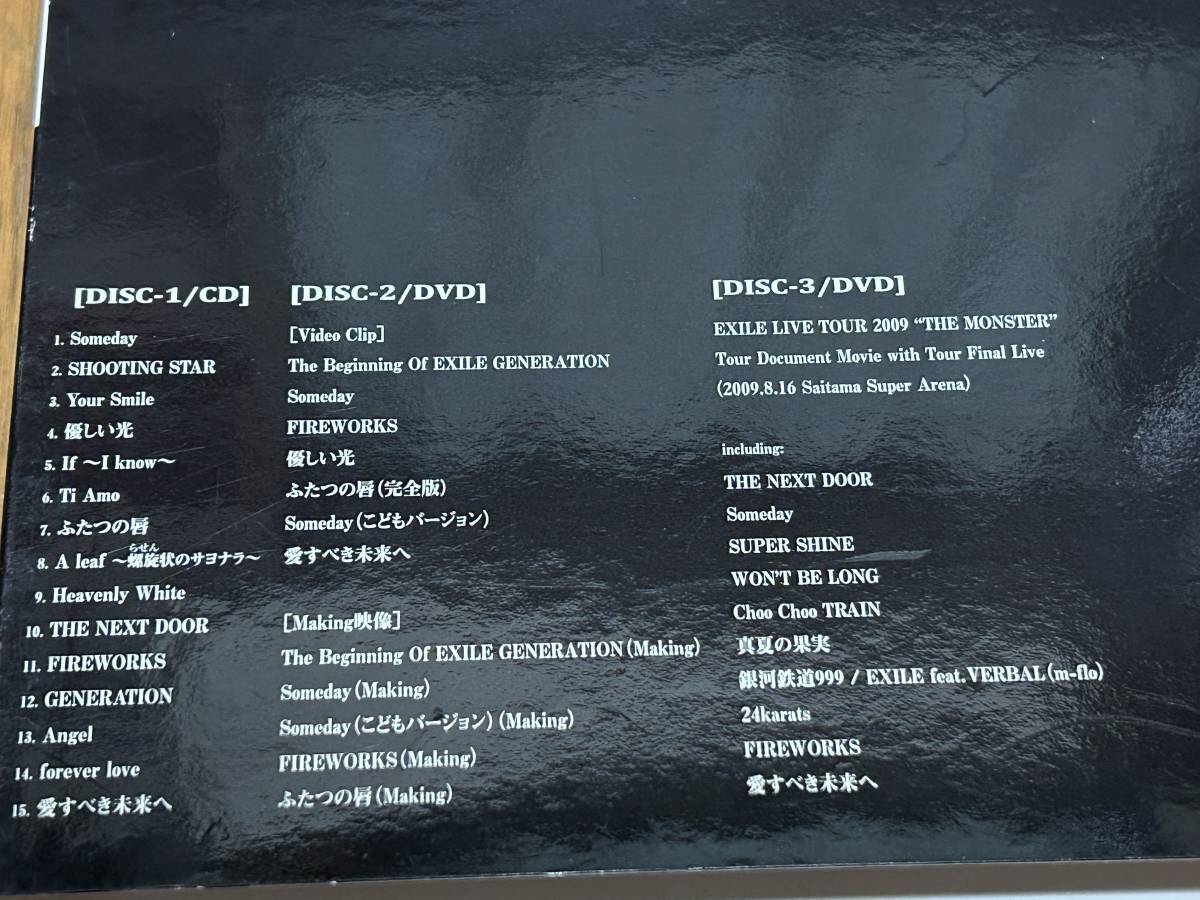 [DISC-1/CD]
1. Someday
2. SHOOTING STAR
3. Your Smile
4. 優しい光
5. If ～I know～
6. Ti Amo
7. ふたつの唇
らせん
8. A leaf ～螺旋状のサヨナラ～
9. Heavenly White
10. THE NEXT DOOR
11. FIREWORKS
12. GENERATION
13. Angel
14. forever love
15. 愛すべき未来へ
[DISC-2/DVD]
[Video Clip]
The Beginning Of EXILE GENERATION
Someday
FIREWORKS
優しい光
ふたつの唇(完全版)
Someday(こどもバージョン)
愛すべき未来へ
[Making映像]
The Beginning Of EXILE GENERATION(Making)
Someday(Making)
Someday(こどもバージョン)(Making)
FIREWORKS(Making)
ふたつの唇(Making)
[DISC-3/DVD]
EXILE LIVE TOUR 2009 “THE MONSTER”
Tour Document Movie with Tour Final Live
(2009.8.16 Saitama Super Arena)
including:
THE NEXT DOOR
Someday
SUPER SHINE
WON'T BE LONG
Choo Choo TRAIN
真夏の果実
銀河鉄道999 / EXILE feat.VERBAL(m-flo)
24karats
FIREWORKS
愛すべき未来へ